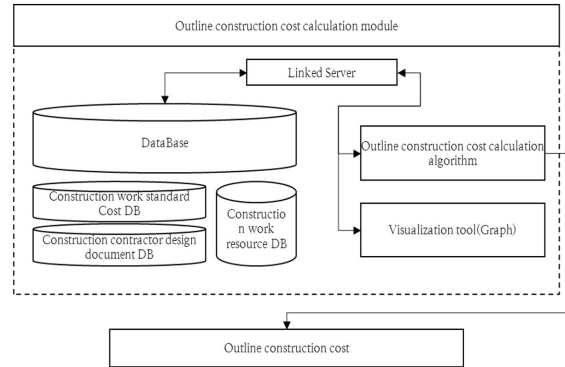 Outline construction cost calculation module
Linked Server
DataBase
Construction work standard
Cost DB
Construction contractor design
document DB
Constructio
n work
resource DB
Outline construction cost calculation
algorithm
Visualization tool(Graph)
Outline construction cost